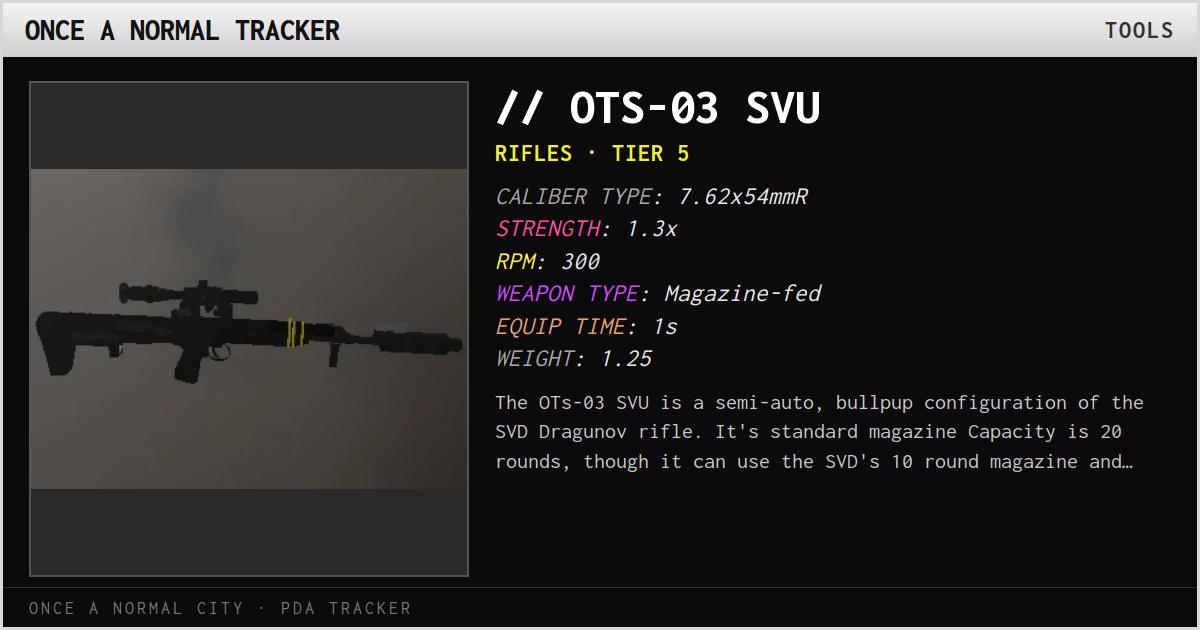 ONCE A NORMAL TRACKER
TOOLS
// OTS-03 SVU
RIFLES · TIER 5
CALIBER TYPE: 7.62x54mmR
STRENGTH: 1.3x
RPM: 300
WEAPON TYPE: Magazine-fed
EQUIP TIME: 1s
WEIGHT: 1.25
The OTs-03 SVU is a semi-auto, bullpup configuration of the
SVD Dragunov rifle. It's standard magazine Capacity is 20
rounds, though it can use the SVD's 10 round magazine and…
ONCE A NORMAL CITY · PDA TRACKER